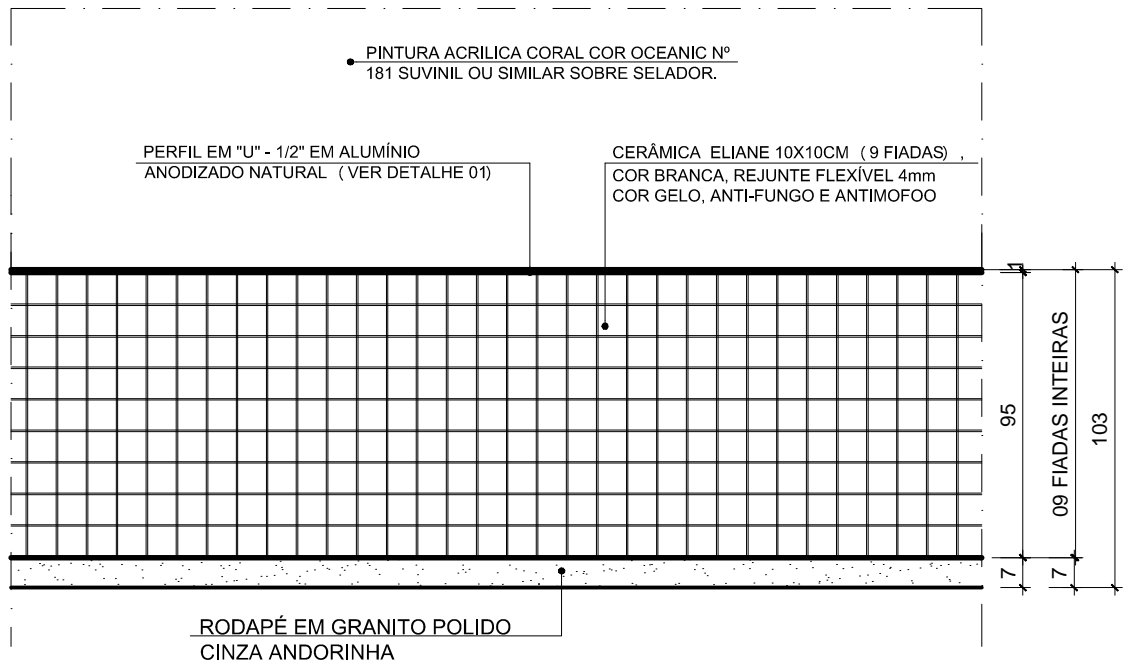 PINTURA ACRILICA CORAL COR OCEANIC Nº
181 SUVINIL OU SIMILAR SOBRE SELADOR.
PERFIL EM "U" - 1/2" EM ALUMÍNIO
ANODIZADO NATURAL ( VER DETALHE 01)
CERÂMICA ELIANE 10X10CM ( 9 FIADAS) ,
COR BRANCA, REJUNTE FLEXÍVEL 4mm
COR GELO, ANTI-FUNGO E ANTIMOFOO
1
95
09 FIADAS INTEIRAS
103
7
7
RODAPÉ EM GRANITO POLIDO
CINZA ANDORINHA